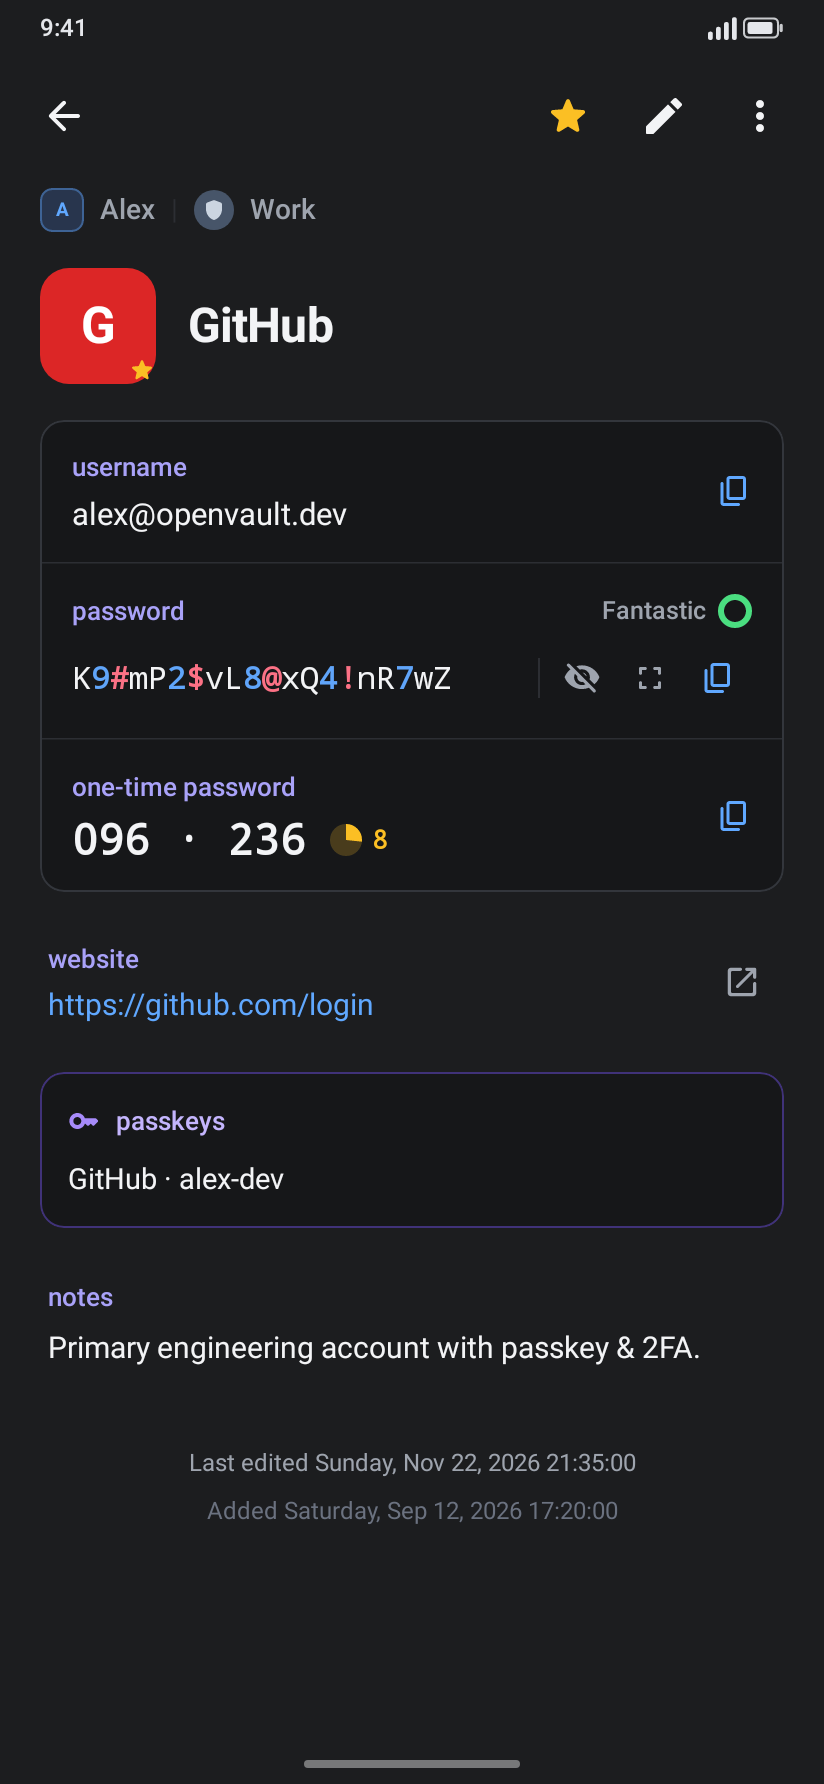 9:41
A Alex Work
G GitHub
username
alex@openvault.dev
password Fantastic
K9#mP2$vL8@xQ4!nR7wZ
one-time password
096 · 236 8
website
https://github.com/login
passkeys
GitHub · alex-dev
notes
Primary engineering account with passkey & 2FA.
Last edited Sunday, Nov 22, 2026 21:35:00
Added Saturday, Sep 12, 2026 17:20:00